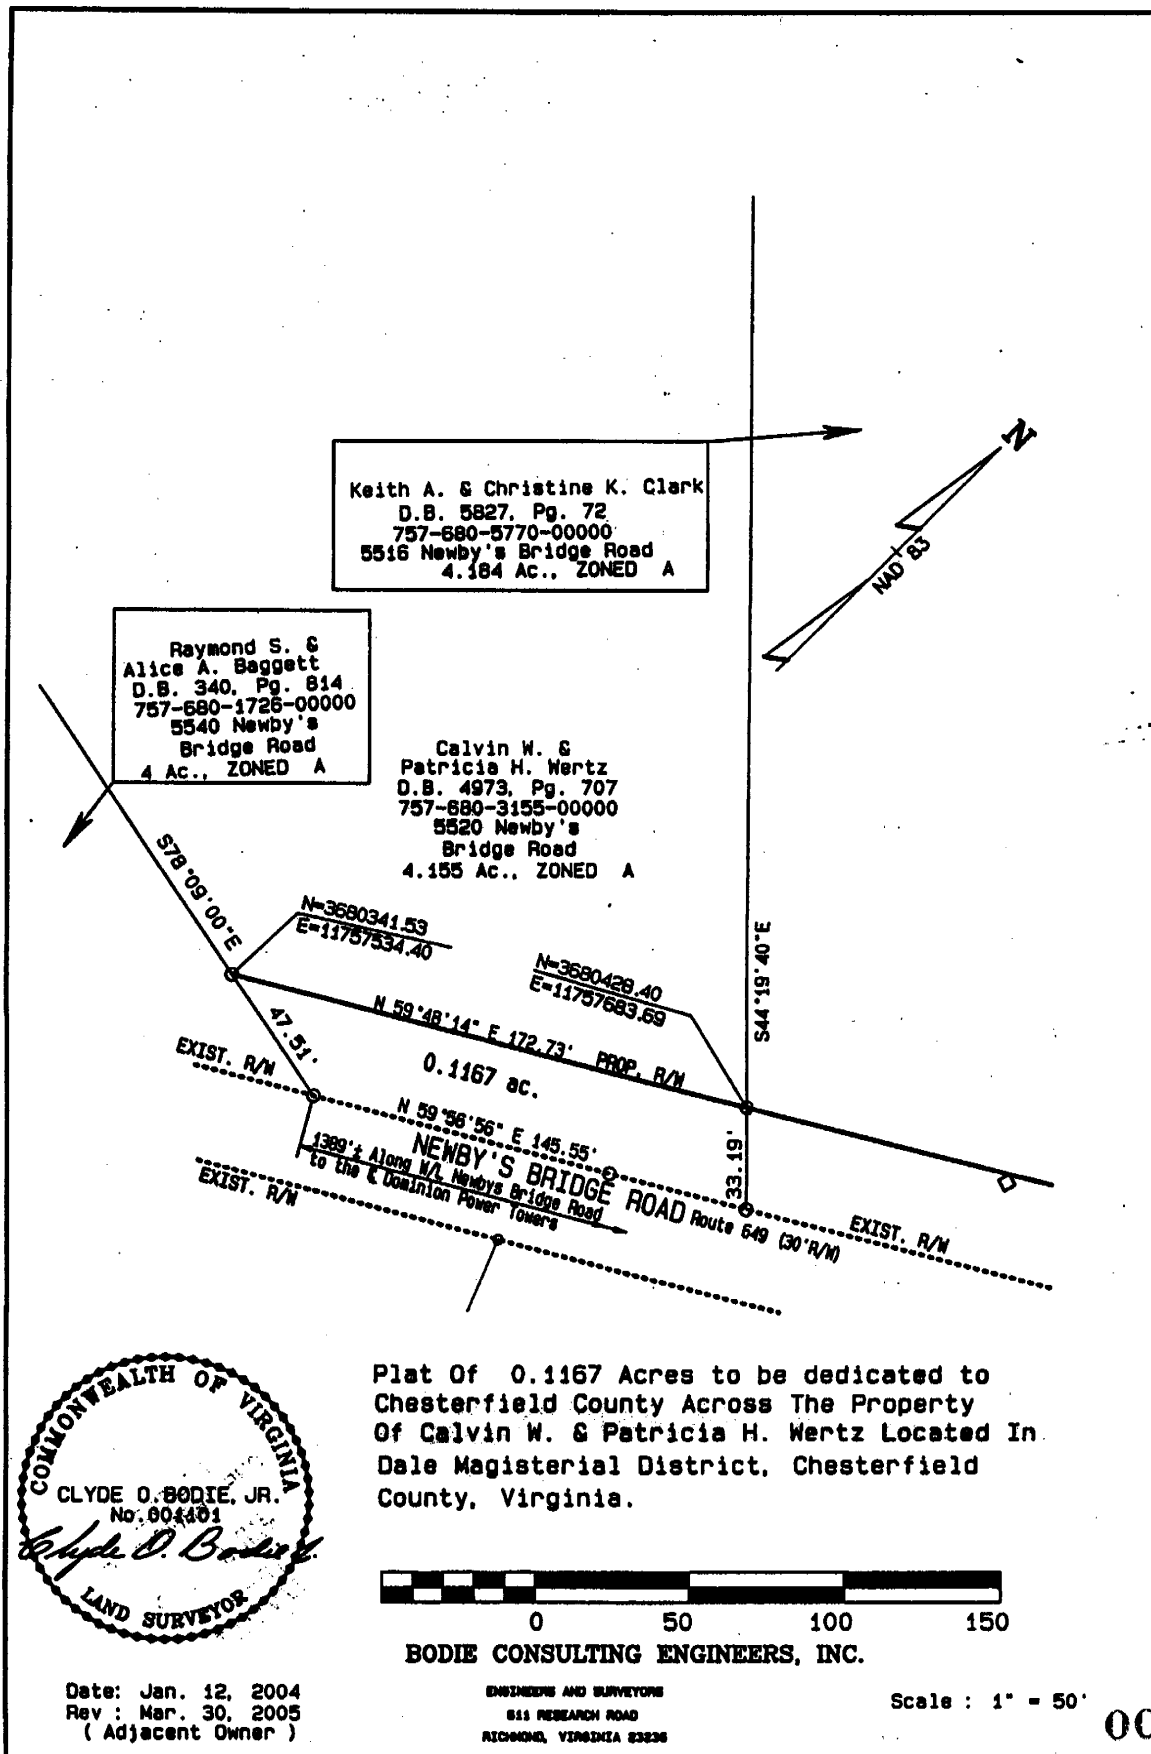 Keith A. & Christine K. Clark
D.B. 5827, Pg. 72
757-680-5770-00000
5516 Newby's Bridge Road
4.184 Ac., ZONED A
N
NAD 83
Raymond S. &
Alice A. Baggett
D.B. 340, Pg. 814
757-680-1726-00000
5540 Newby's
Bridge Road
4 Ac., ZONED A
Calvin W. &
Patricia H. Wertz
D.B. 4973, Pg. 707
757-680-3155-00000
5520 Newby's
Bridge Road
4.155 Ac., ZONED A
S78°09'00"E
N=3680341.53
E=11757534.40
N=3680428.40
E=11757683.69
S44°19'40"E
47.51'
N 59°48'14" E 172.73' PROP. R/W
EXIST. R/W
0.1167 ac.
N 59°56'56" E 145.55'
33.19'
NEWBY'S BRIDGE ROAD Route 649 (30'R/W)
1389'± Along W/L Newbys Bridge Road
to the ℄ Dominion Power Towers
EXIST. R/W
EXIST. R/W
Plat Of 0.1167 Acres to be dedicated to
Chesterfield County Across The Property
Of Calvin W. & Patricia H. Wertz Located In
Dale Magisterial District, Chesterfield
County, Virginia.
COMMONWEALTH OF VIRGINIA
CLYDE O. BODIE, JR.
No.
Clyde O. Bodie Jr.
LAND SURVEYOR
0 50 100 150
BODIE CONSULTING ENGINEERS, INC.
ENGINEERS AND SURVEYORS
611 RESEARCH ROAD
RICHMOND, VIRGINIA 23236
Date: Jan. 12, 2004
Rev : Mar. 30, 2005
( Adjacent Owner )
Scale : 1" = 50'
00